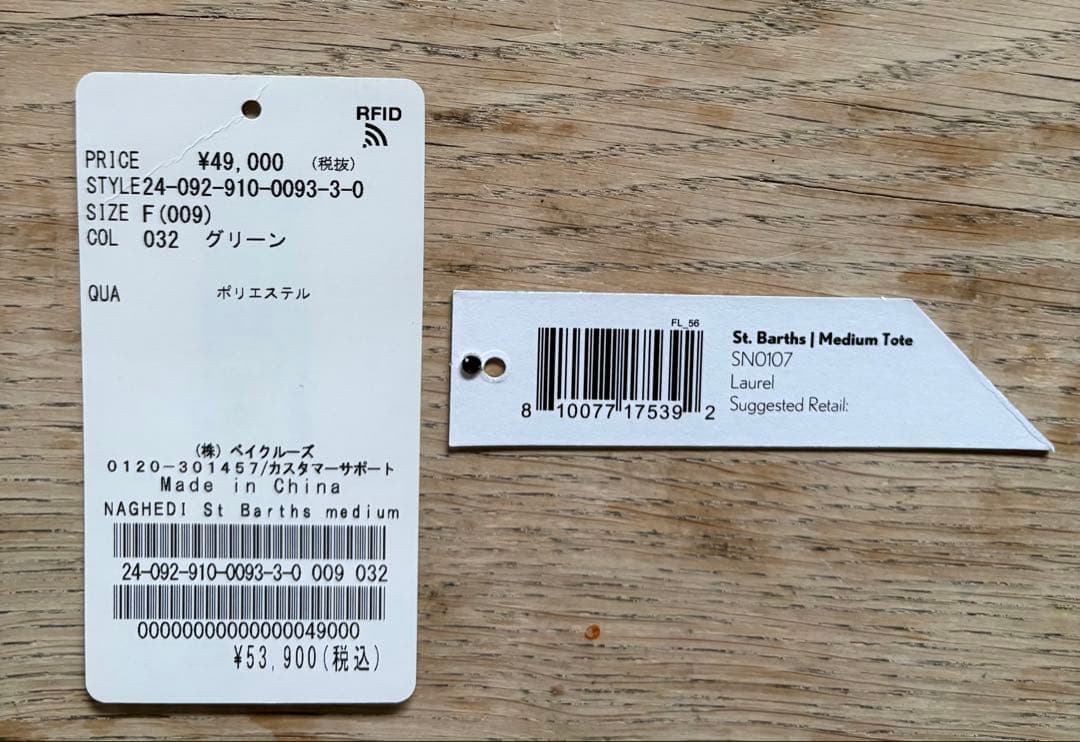 RFID
PRICE ¥49,000 (税抜)
STYLE24-092-910-0093-3-0
SIZE F(009)
COL 032 グリーン
QUA ポリエステル
(株)ベイクルーズ
0120-301457/カスタマーサポート
Made in China
NAGHEDI St Barths medium
24-092-910-0093-3-0 009 032
00000000000000049000
¥53,900(税込)
FL_56
8 10077 17539 2
St. Barths | Medium Tote
SN0107
Laurel
Suggested Retail: